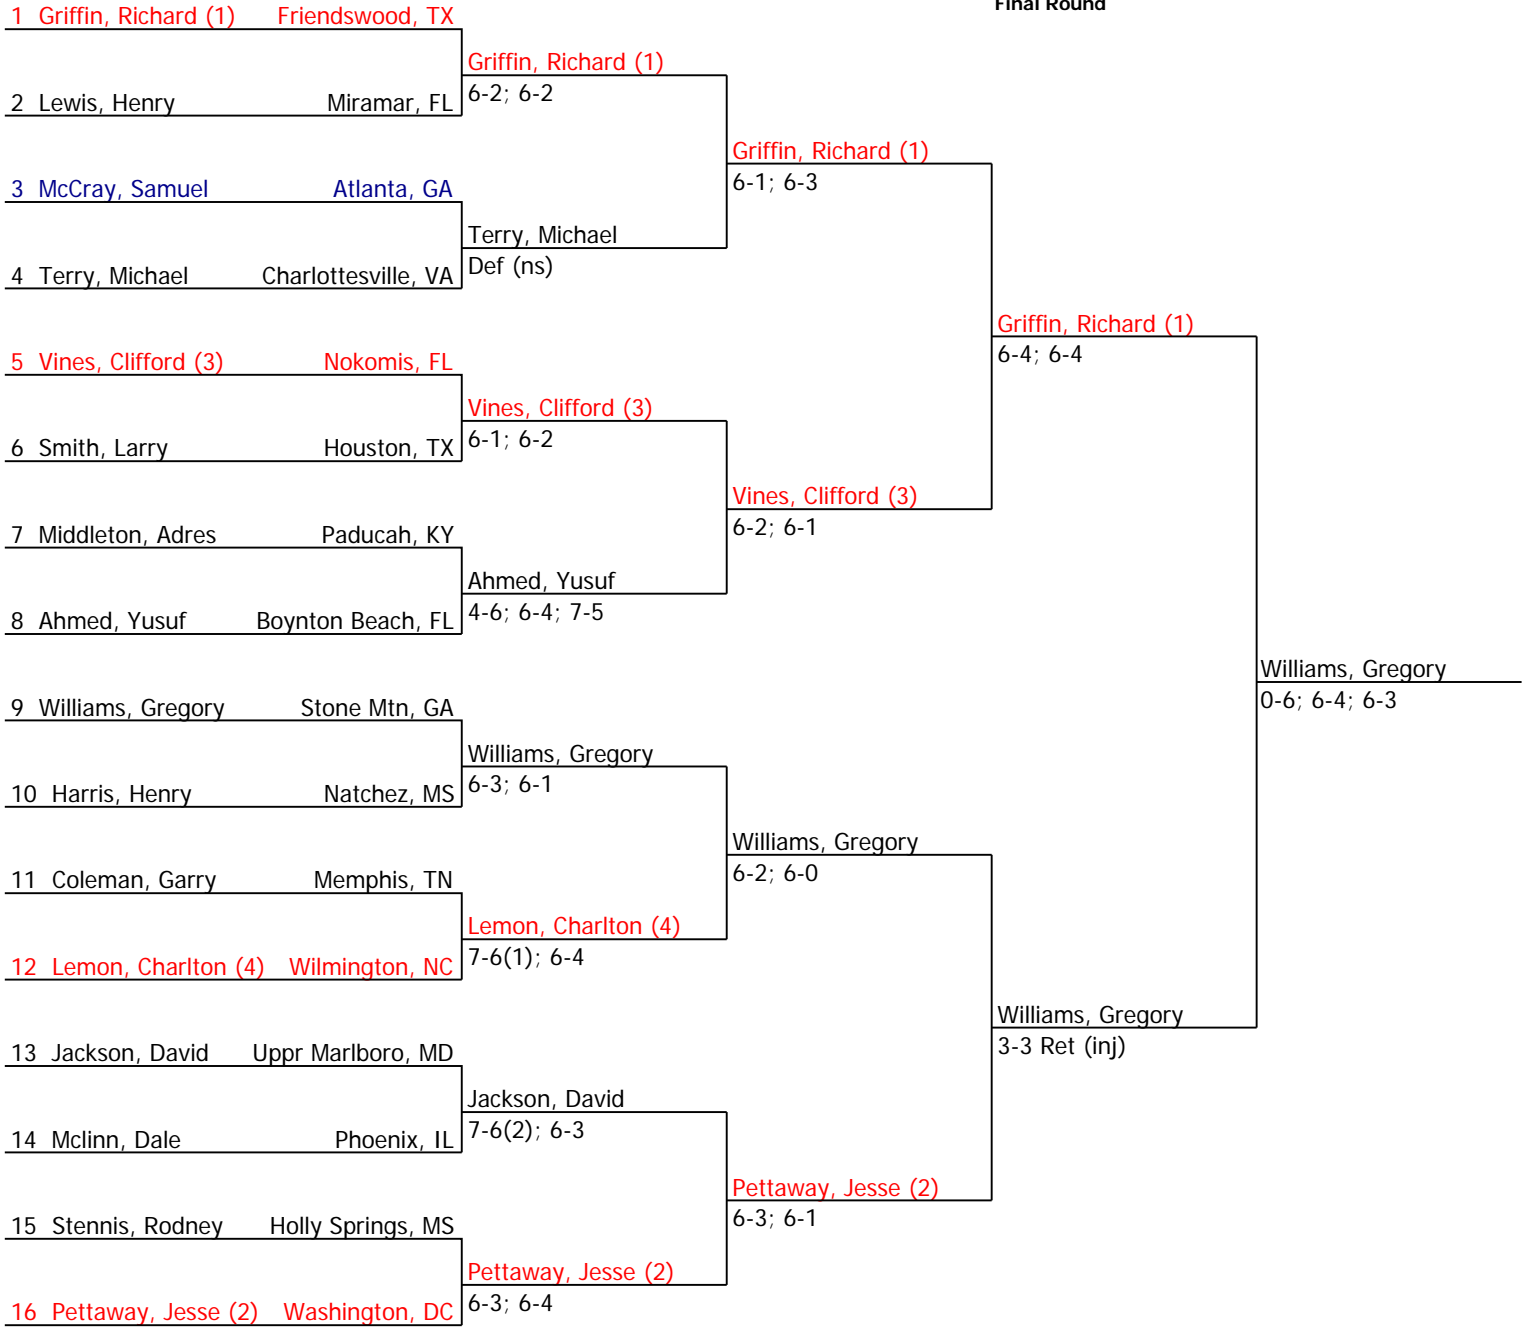 Final Round
1 Griffin, Richard (1) Friendswood, TX
Griffin, Richard (1)
6-2; 6-2
2 Lewis, Henry Miramar, FL
Griffin, Richard (1)
6-1; 6-3
3 McCray, Samuel Atlanta, GA
Terry, Michael
Def (ns)
4 Terry, Michael Charlottesville, VA
Griffin, Richard (1)
6-4; 6-4
5 Vines, Clifford (3) Nokomis, FL
Vines, Clifford (3)
6-1; 6-2
6 Smith, Larry Houston, TX
Vines, Clifford (3)
6-2; 6-1
7 Middleton, Adres Paducah, KY
Ahmed, Yusuf
4-6; 6-4; 7-5
8 Ahmed, Yusuf Boynton Beach, FL
Williams, Gregory
0-6; 6-4; 6-3
9 Williams, Gregory Stone Mtn, GA
Williams, Gregory
6-3; 6-1
10 Harris, Henry Natchez, MS
Williams, Gregory
6-2; 6-0
11 Coleman, Garry Memphis, TN
Lemon, Charlton (4)
7-6(1); 6-4
12 Lemon, Charlton (4) Wilmington, NC
Williams, Gregory
3-3 Ret (inj)
13 Jackson, David Uppr Marlboro, MD
Jackson, David
7-6(2); 6-3
14 Mclinn, Dale Phoenix, IL
Pettaway, Jesse (2)
6-3; 6-1
15 Stennis, Rodney Holly Springs, MS
Pettaway, Jesse (2)
6-3; 6-4
16 Pettaway, Jesse (2) Washington, DC